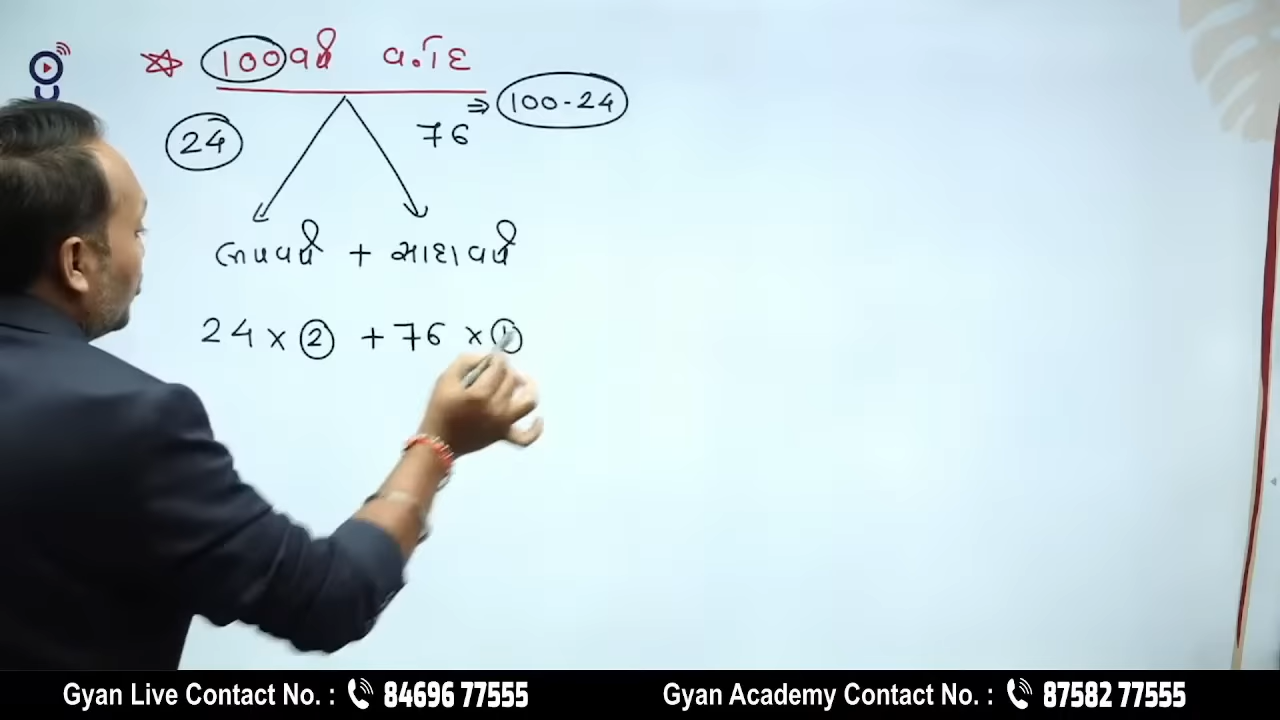 ☆ 100વર્ષ વ.દિ
24 76 ⇒ 100-24
લીપવર્ષ + સાદાવર્ષ
24 × 2 + 76 × 1
Gyan Live Contact No. : 84696 77555 Gyan Academy Contact No. : 87582 77555